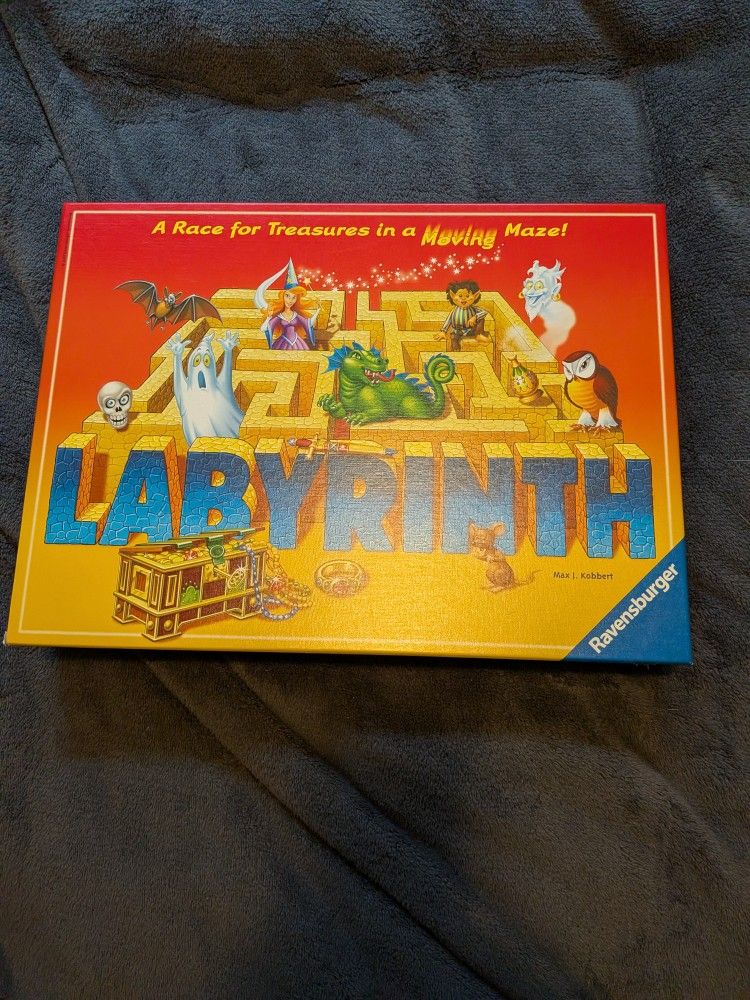 A Race for Treasures in a Moving Maze!
LABYRINTH
Max J. Kobbert
Ravensburger